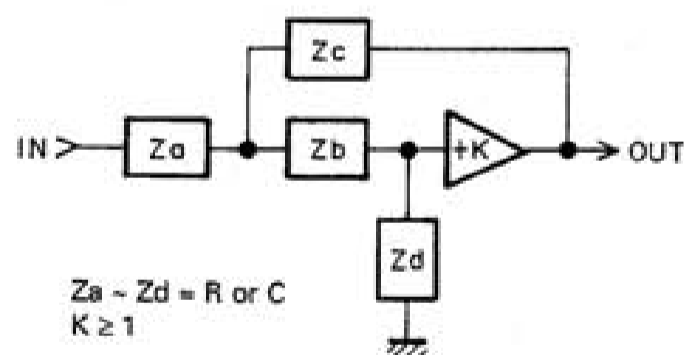 Zc
IN
Za
Zb
+K
OUT
Zd
Za ~ Zd = R or C
K ≥ 1